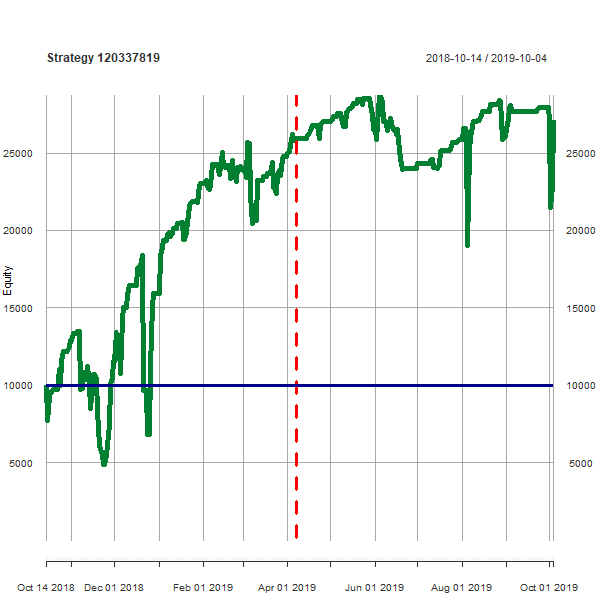 Strategy 120337819
2018-10-14 / 2019-10-04
25000 25000
20000 20000
Equity
15000 15000
10000 10000
5000 5000
Oct 14 2018 Dec 01 2018 Feb 01 2019 Apr 01 2019 Jun 01 2019 Aug 01 2019 Oct 01 2019